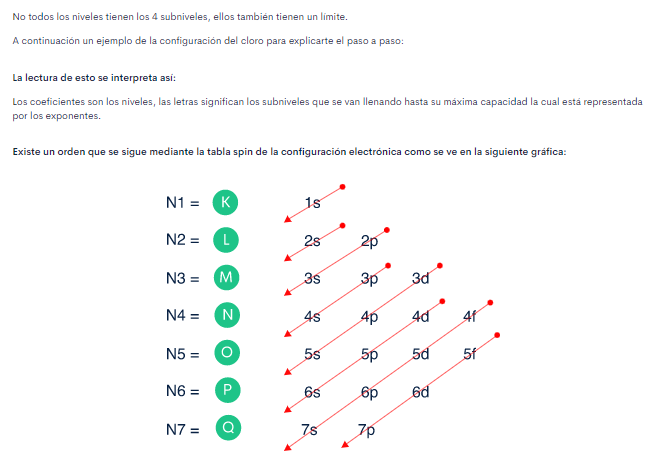 No todos los niveles tienen los 4 subniveles, ellos también tienen un límite.
A continuación un ejemplo de la configuración del cloro para explicarte el paso a paso:
La lectura de esto se interpreta así:
Los coeficientes son los niveles, las letras significan los subniveles que se van llenando hasta su máxima capacidad la cual está representada
por los exponentes.
Existe un orden que se sigue mediante la tabla spin de la configuración electrónica como se ve en la siguiente gráfica:
N1 = K 1s
N2 = L 2s 2p
N3 = M 3s 3p 3d
N4 = N 4s 4p 4d 4f
N5 = O 5s 5p 5d 5f
N6 = P 6s 6p 6d
N7 = Q 7s 7p